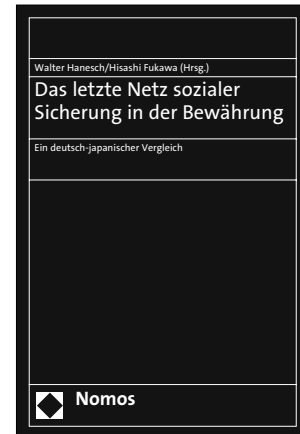 Walter Hanesch/Hisashi Fukawa (Hrsg.)
Das letzte Netz sozialer
Sicherung in der Bewährung
Ein deutsch-japanischer Vergleich
Nomos